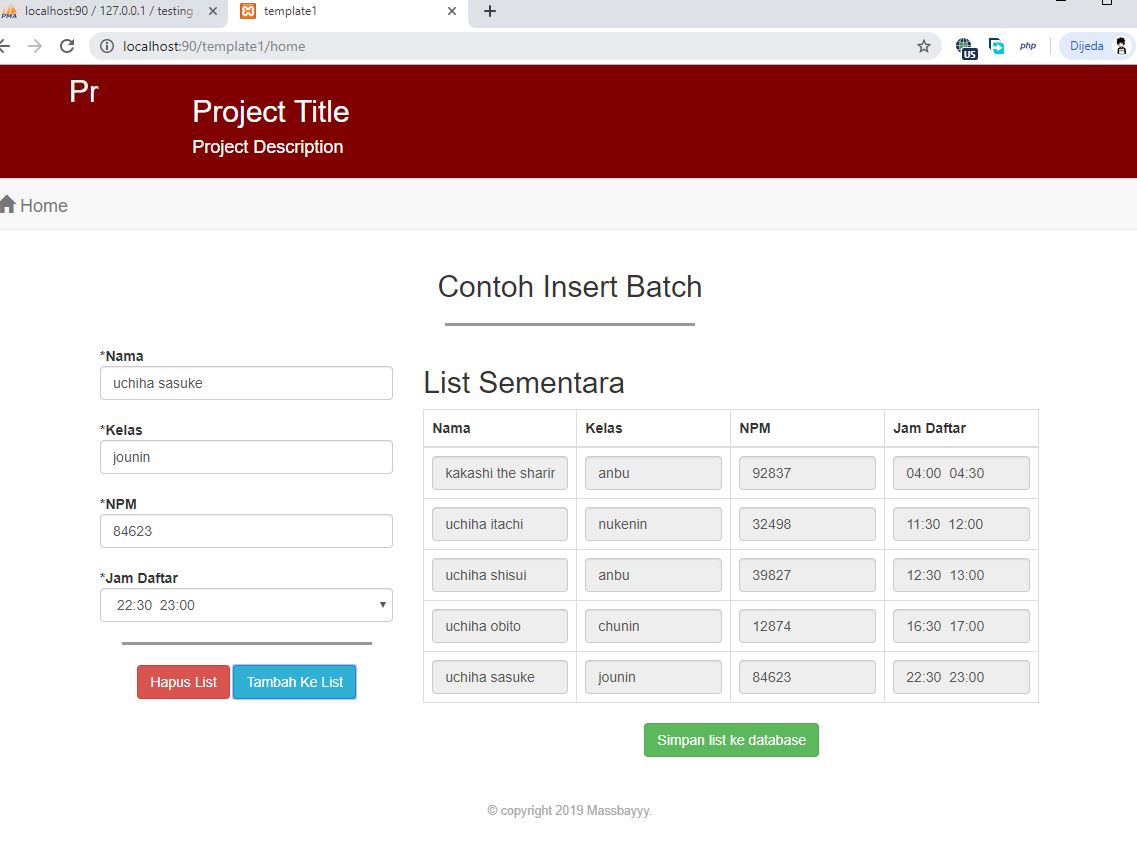 localhost:90 / 127.0.0.1 / testing
template1
localhost:90/template1/home
US
php
Dijeda
Pr
Project Title
Project Description
Home
Contoh Insert Batch
*Nama
uchiha sasuke
*Kelas
jounin
*NPM
84623
*Jam Daftar
22:30 23:00
Hapus List
Tambah Ke List
List Sementara
Nama Kelas NPM Jam Daftar
kakashi the sharin anbu 92837 04:00 04:30
uchiha itachi nukenin 32498 11:30 12:00
uchiha shisui anbu 39827 12:30 13:00
uchiha obito chunin 12874 16:30 17:00
uchiha sasuke jounin 84623 22:30 23:00
Simpan list ke database
© copyright 2019 Massbayyy.